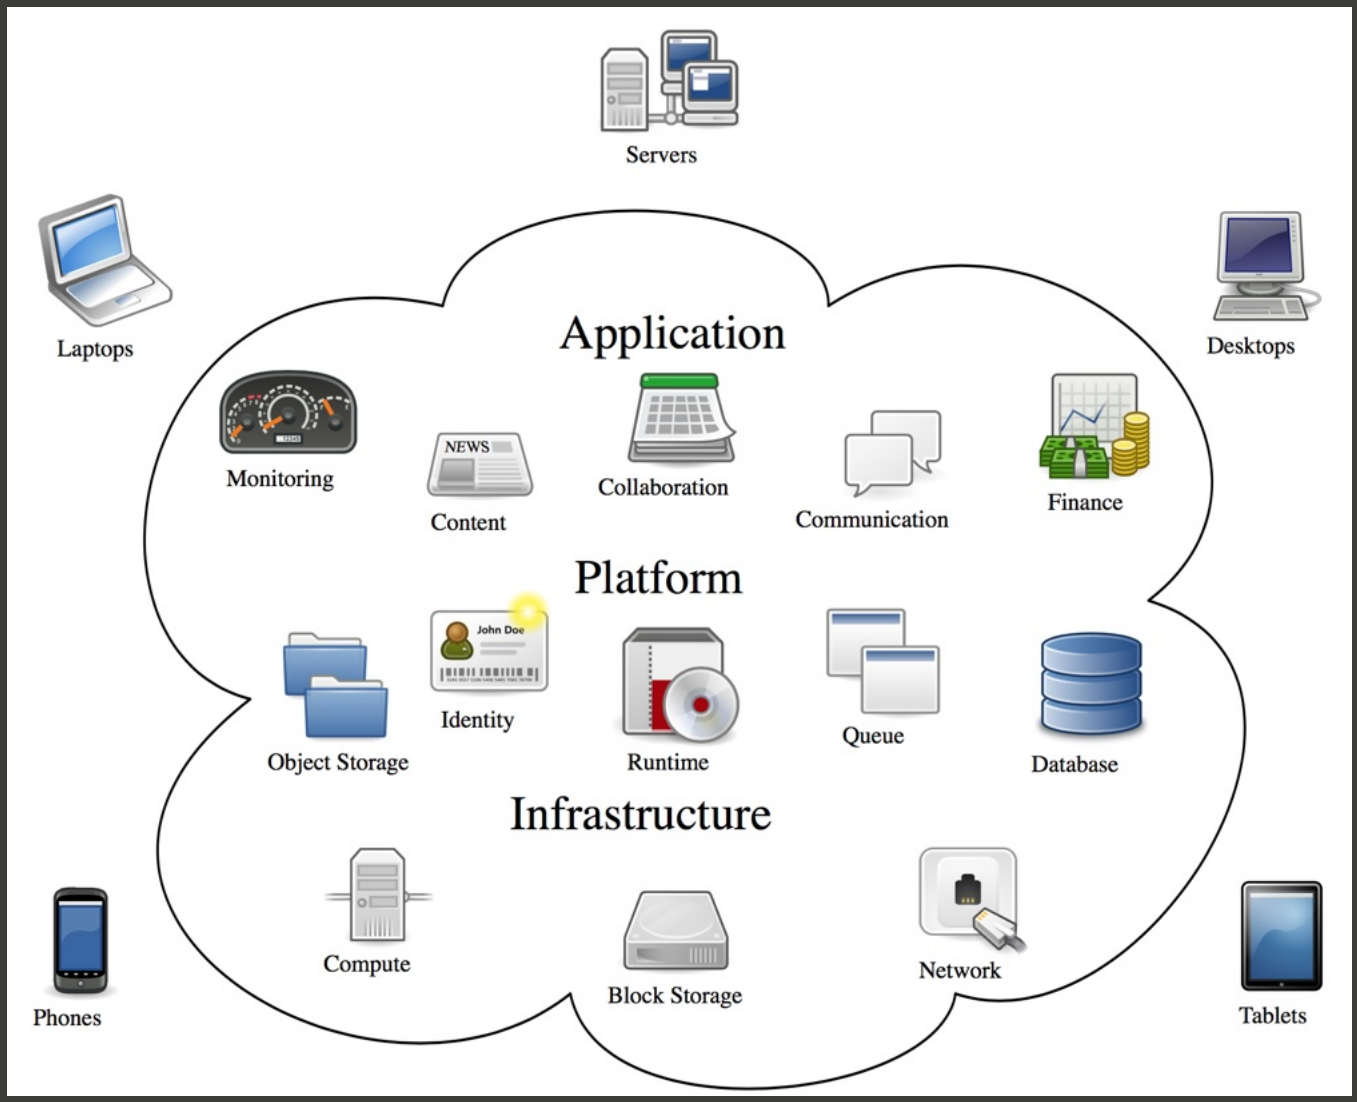 Servers
Laptops
Desktops
Application
Monitoring
NEWS
Content
Collaboration
Communication
Finance
Platform
John Doe
Object Storage
Identity
Runtime
Queue
Database
Infrastructure
Compute
Block Storage
Network
Phones
Tablets